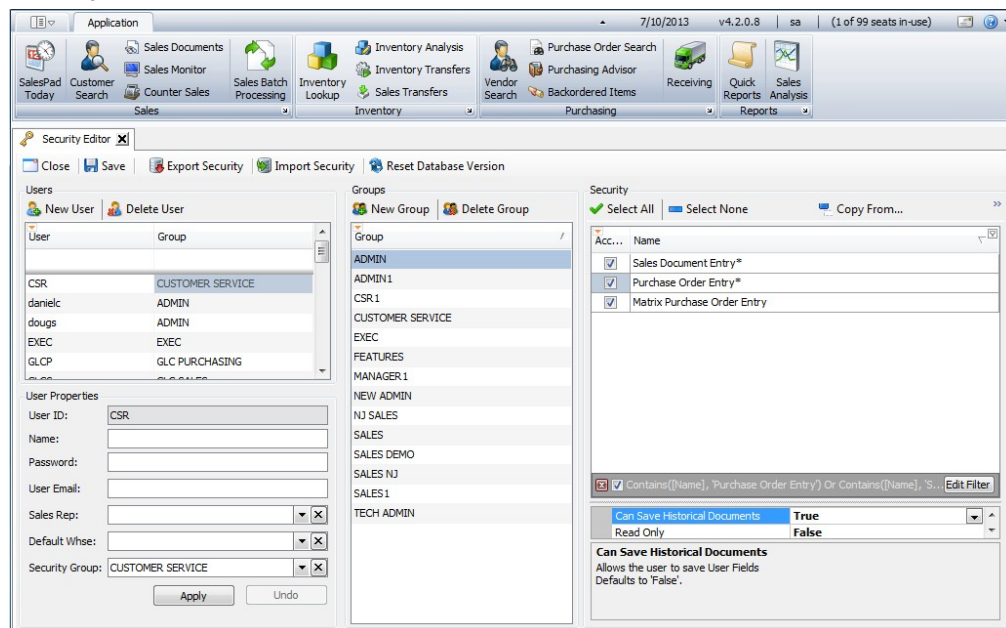 Application
7/10/2013 v4.2.0.8 | sa | (1 of 99 seats in-use)
SalesPad Today
Customer Search
Sales Documents
Sales Monitor
Counter Sales
Sales Batch Processing
Sales
Inventory Lookup
Inventory Analysis
Inventory Transfers
Sales Transfers
Inventory
Vendor Search
Purchase Order Search
Purchasing Advisor
Backordered Items
Receiving
Purchasing
Quick Reports
Sales Analysis
Reports
Security Editor
Close Save Export Security Import Security Reset Database Version
Users
New User Delete User
User Group
CSR CUSTOMER SERVICE
danielc ADMIN
dougs ADMIN
EXEC EXEC
GLCP GLC PURCHASING
User Properties
User ID: CSR
Name:
Password:
User Email:
Sales Rep:
Default Whse:
Security Group: CUSTOMER SERVICE
Apply Undo
Groups
New Group Delete Group
Group
ADMIN
ADMIN1
CSR1
CUSTOMER SERVICE
EXEC
FEATURES
MANAGER1
NEW ADMIN
NJ SALES
SALES
SALES DEMO
SALES NJ
SALES1
TECH ADMIN
Security
Select All Select None Copy From...
Acc... Name
Sales Document Entry*
Purchase Order Entry*
Matrix Purchase Order Entry
Contains([Name], 'Purchase Order Entry') Or Contains([Name], 'S... Edit Filter
Can Save Historical Documents True
Read Only False
Can Save Historical Documents
Allows the user to save User Fields
Defaults to 'False'.